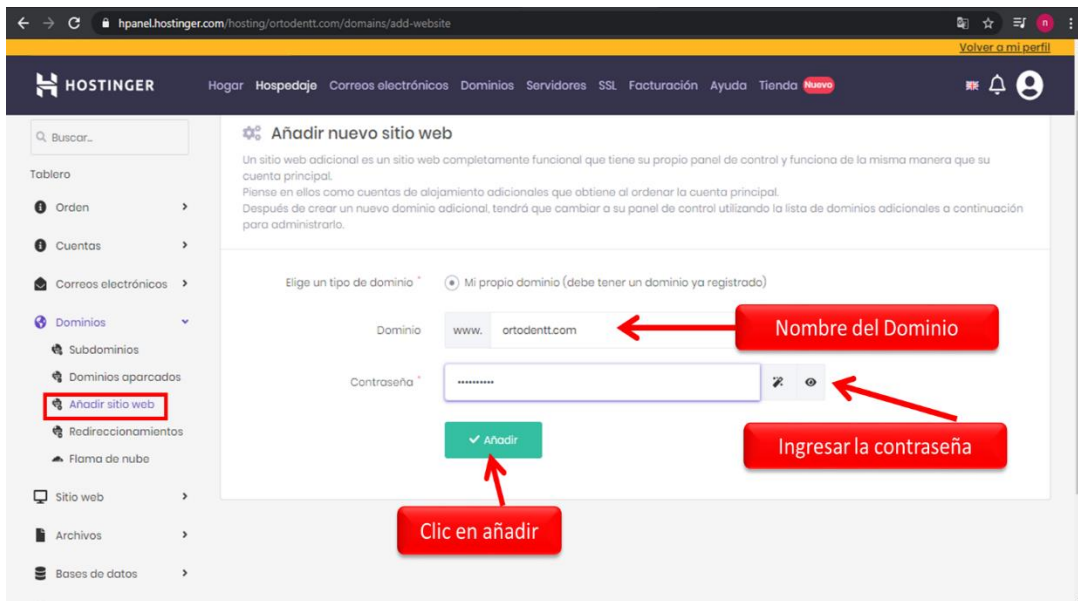 hpanel.hostinger.com/hosting/ortodentt.com/domains/add-website
n
Volver a mi perfil
HOSTINGER
Hogar Hospedaje Correos electrónicos Dominios Servidores SSL Facturación Ayuda Tienda Nuevo
Buscar...
Tablero
Orden
Cuentas
Correos electrónicos
Dominios
Subdominios
Dominios aparcados
Añadir sitio web
Redireccionamientos
Flama de nube
Sitio web
Archivos
Bases de datos
Añadir nuevo sitio web
Un sitio web adicional es un sitio web completamente funcional que tiene su propio panel de control y funciona de la misma manera que su
cuenta principal.
Piense en ellos como cuentas de alojamiento adicionales que obtiene al ordenar la cuenta principal.
Después de crear un nuevo dominio adicional, tendrá que cambiar a su panel de control utilizando la lista de dominios adicionales a continuación
para administrarlo.
Elige un tipo de dominio * Mi propio dominio (debe tener un dominio ya registrado)
Dominio www. ortodentt.com
Nombre del Dominio
Contraseña * ••••••••••
Ingresar la contraseña
Añadir
Clic en añadir